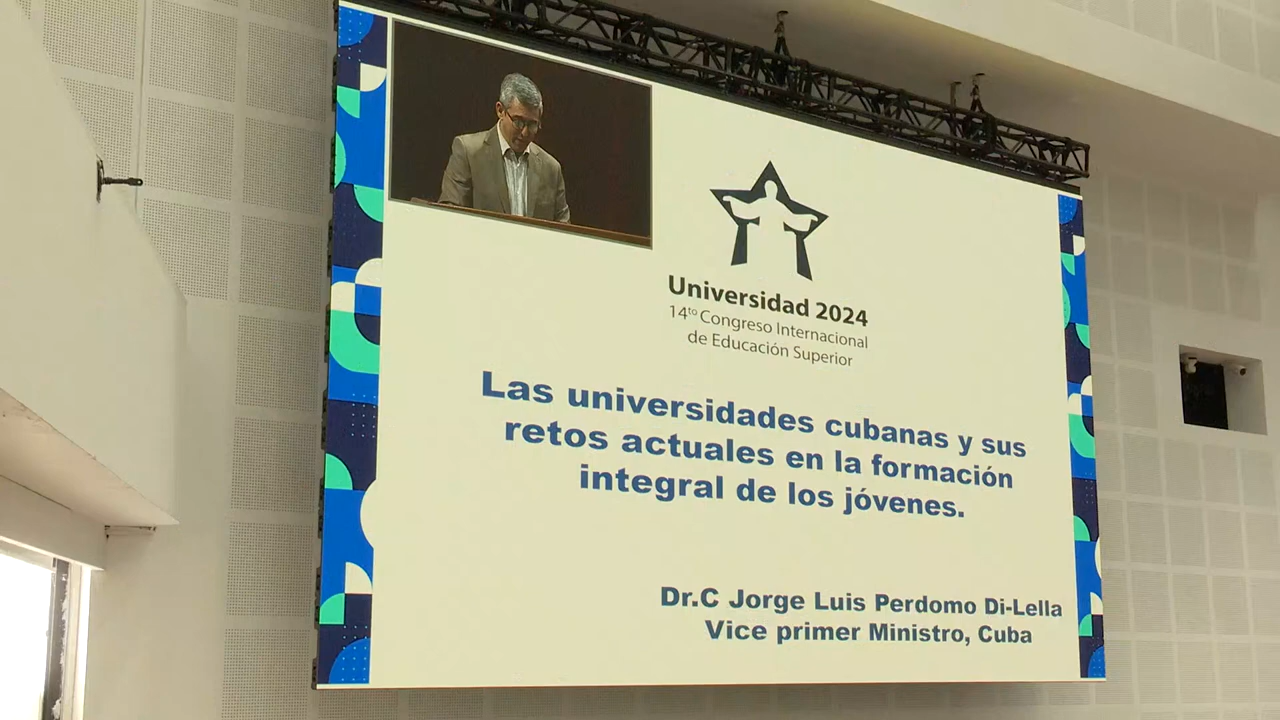 Universidad 2024
14to Congreso Internacional
de Educación Superior
Las universidades cubanas y sus
retos actuales en la formación
integral de los jóvenes.
Dr.C Jorge Luis Perdomo Di-Lella
Vice primer Ministro, Cuba